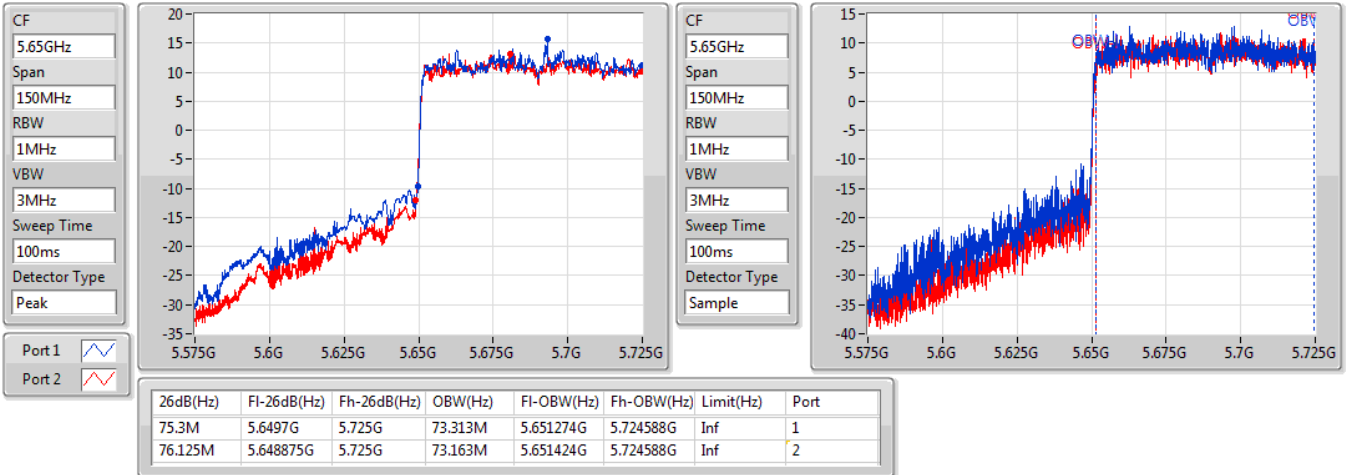 CF
5.65GHz
Span
150MHz
RBW
1MHz
VBW
3MHz
Sweep Time
100ms
Detector Type
Peak
Port 1
Port 2
20
15
10
5
0
-5
-10
-15
-20
-25
-30
-35
5.575G 5.6G 5.625G 5.65G 5.675G 5.7G 5.725G
CF
5.65GHz
Span
150MHz
RBW
1MHz
VBW
3MHz
Sweep Time
100ms
Detector Type
Sample
15
10
5
0
-5
-10
-15
-20
-25
-30
-35
-40
5.575G 5.6G 5.625G 5.65G 5.675G 5.7G 5.725G
26dB(Hz) Fl-26dB(Hz) Fh-26dB(Hz) OBW(Hz) Fl-OBW(Hz) Fh-OBW(Hz) Limit(Hz) Port
75.3M 5.6497G 5.725G 73.313M 5.651274G 5.724588G Inf 1
76.125M 5.648875G 5.725G 73.163M 5.651424G 5.724588G Inf 2